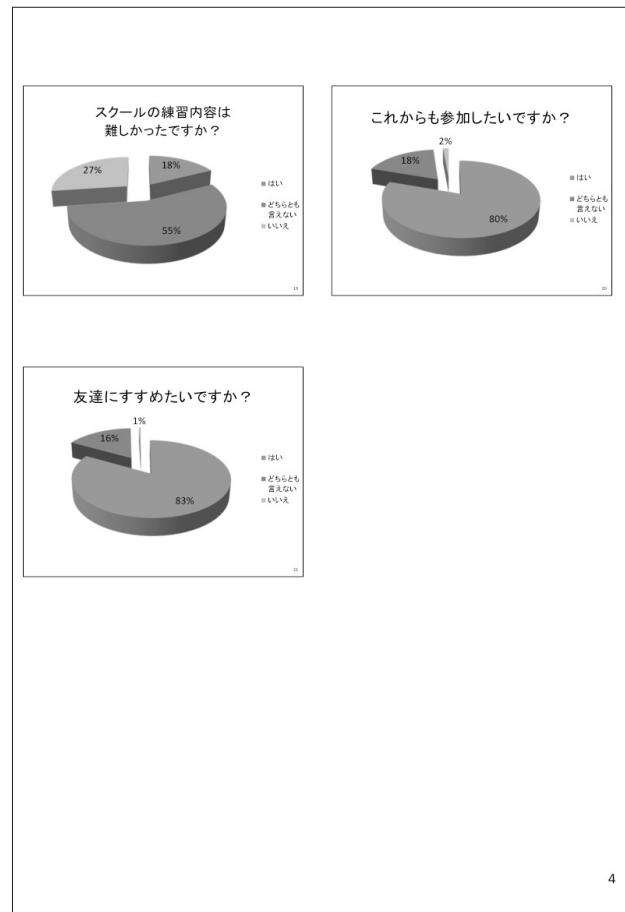 スクールの練習内容は
難しかったですか？
27%
18%
55%
はい
どちらとも
言えない
いいえ
19
これからも参加したいですか？
2%
18%
80%
はい
どちらとも
言えない
いいえ
20
友達にすすめたいですか？
1%
16%
83%
はい
どちらとも
言えない
いいえ
21
4